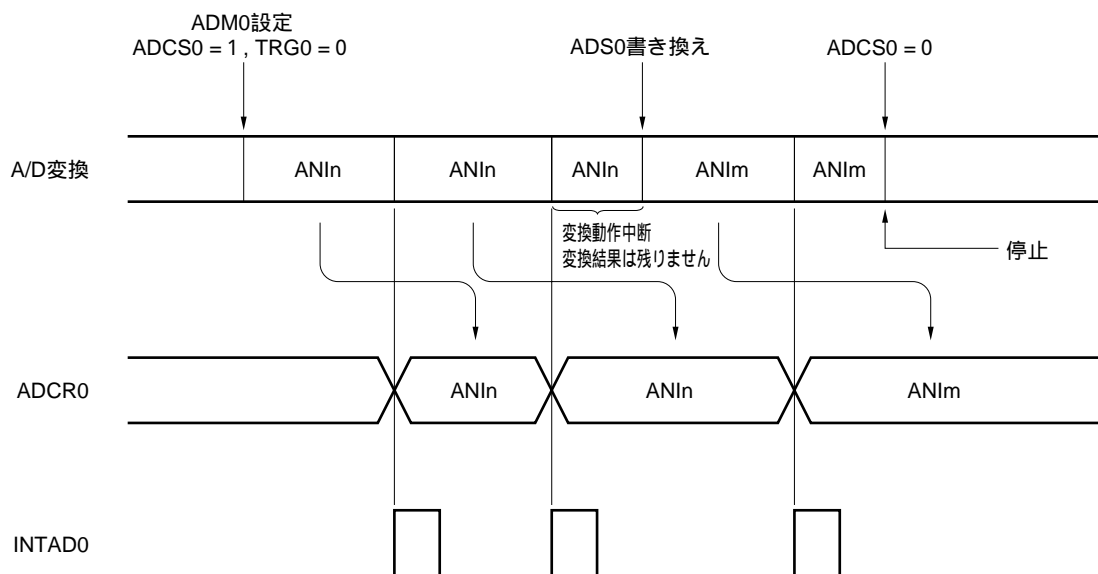 ADM0設定
ADCS0 = 1 , TRG0 = 0
ADS0書き換え
ADCS0 = 0
A/D変換
ANIn
ANIn
ANIn
ANIm
ANIm
変換動作中断
変換結果は残りません
停止
ADCR0
ANIn
ANIn
ANIm
INTAD0